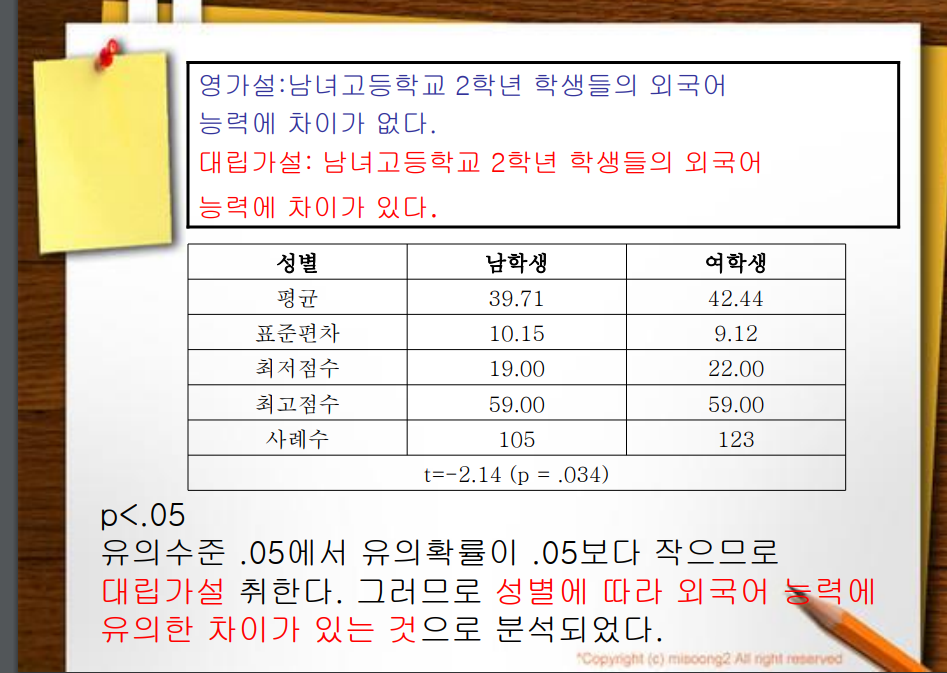 영가설:남녀고등학교 2학년 학생들의 외국어
능력에 차이가 없다.
대립가설: 남녀고등학교 2학년 학생들의 외국어
능력에 차이가 있다.
성별 남학생 여학생
평균 39.71 42.44
표준편차 10.15 9.12
최저점수 19.00 22.00
최고점수 59.00 59.00
사례수 105 123
t=-2.14 (p = .034)
p<.05
유의수준 .05에서 유의확률이 .05보다 작으므로
대립가설 취한다. 그러므로 성별에 따라 외국어 능력에
유의한 차이가 있는 것으로 분석되었다.
*Copyright (c) misoong2 All right reserved